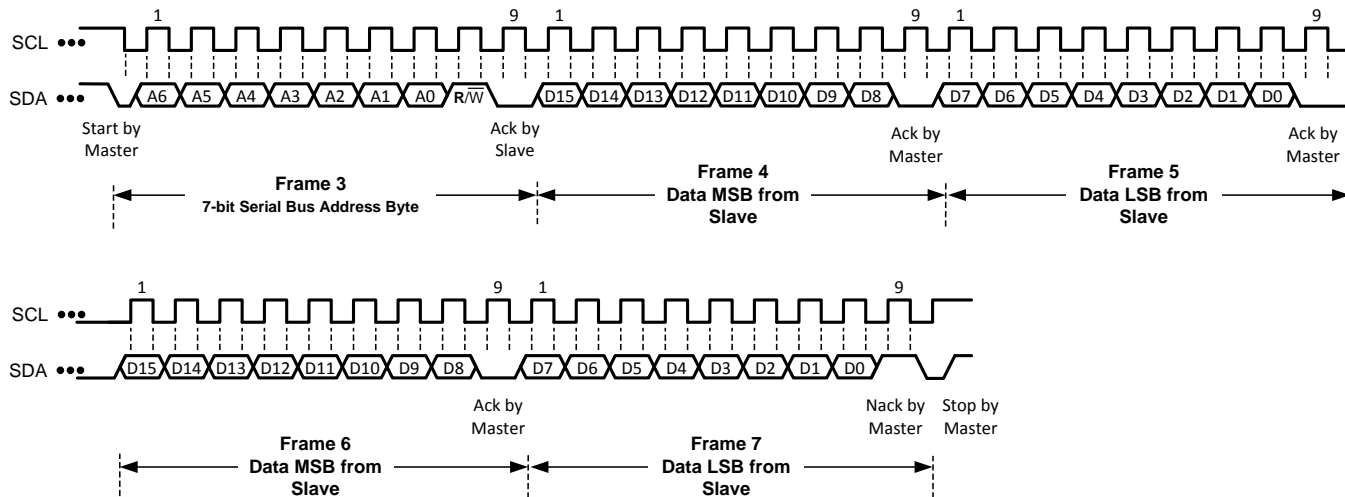 1 9 1 9 1 9
SCL •••
SDA ••• A6 A5 A4 A3 A2 A1 A0 R/W̅ D15 D14 D13 D12 D11 D10 D9 D8 D7 D6 D5 D4 D3 D2 D1 D0
Start by
Master
Ack by
Slave
Ack by
Master
Ack by
Master
Frame 3
7-bit Serial Bus Address Byte
Frame 4
Data MSB from
Slave
Frame 5
Data LSB from
Slave
1 9 1 9
SCL •••
SDA ••• D15 D14 D13 D12 D11 D10 D9 D8 D7 D6 D5 D4 D3 D2 D1 D0
Ack by
Master
Nack by
Master
Stop by
Master
Frame 6
Data MSB from
Slave
Frame 7
Data LSB from
Slave